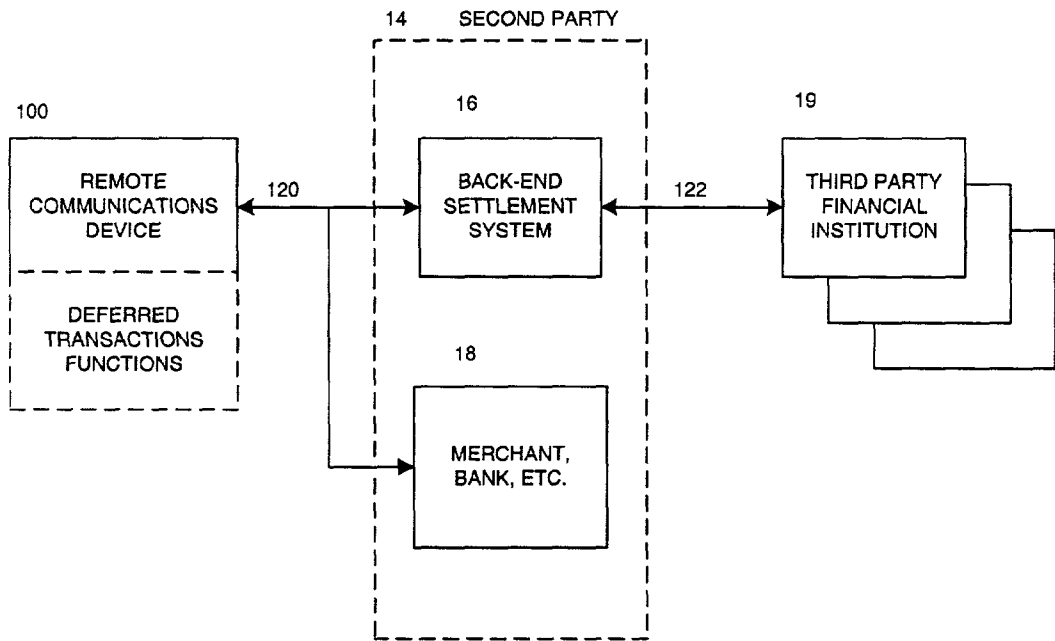 14 SECOND PARTY
100
16
19
REMOTE
COMMUNICATIONS
DEVICE
120
BACK-END
SETTLEMENT
SYSTEM
122
THIRD PARTY
FINANCIAL
INSTITUTION
DEFERRED
TRANSACTIONS
FUNCTIONS
18
MERCHANT,
BANK, ETC.